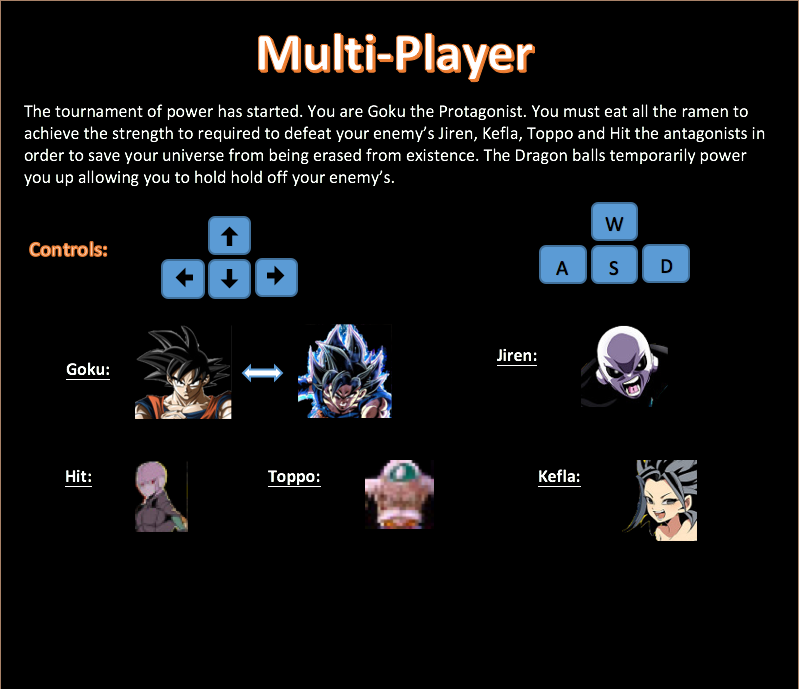 Multi-Player
The tournament of power has started. You are Goku the Protagonist. You must eat all the ramen to
achieve the strength to required to defeat your enemy’s Jiren, Kefla, Toppo and Hit the antagonists in
order to save your universe from being erased from existence. The Dragon balls temporarily power
you up allowing you to hold hold off your enemy’s.
Controls:
W
A S D
Goku:
Jiren:
Hit:
Toppo:
Kefla: